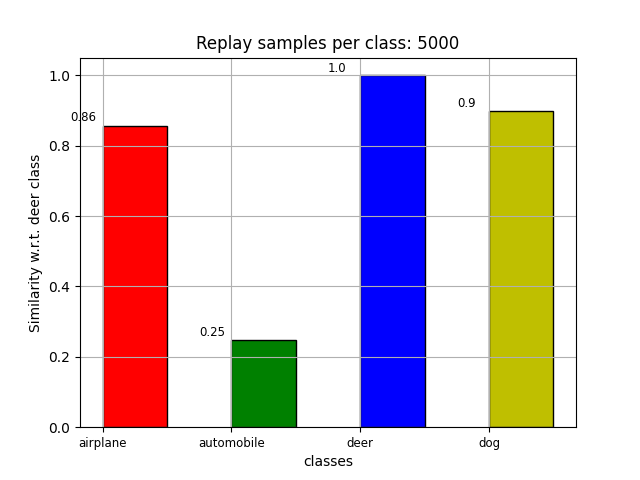 Replay samples per class: 5000
Similarity w.r.t. deer class
1.0
0.8
0.6
0.4
0.2
0.0
0.86
0.25
1.0
0.9
airplane
automobile
deer
dog
classes